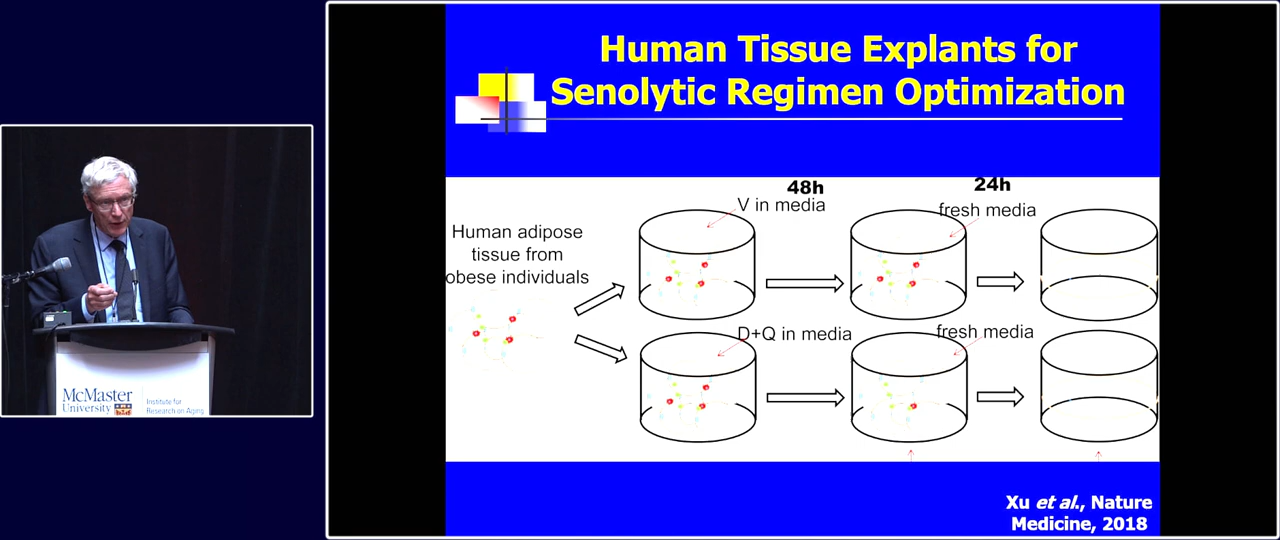 Human Tissue Explants for
Senolytic Regimen Optimization
48h
24h
V in media
fresh media
Human adipose
tissue from
obese individuals
D+Q in media
fresh media
Xu et al., Nature
Medicine, 2018
McMaster
University
Institute for
Research on Aging